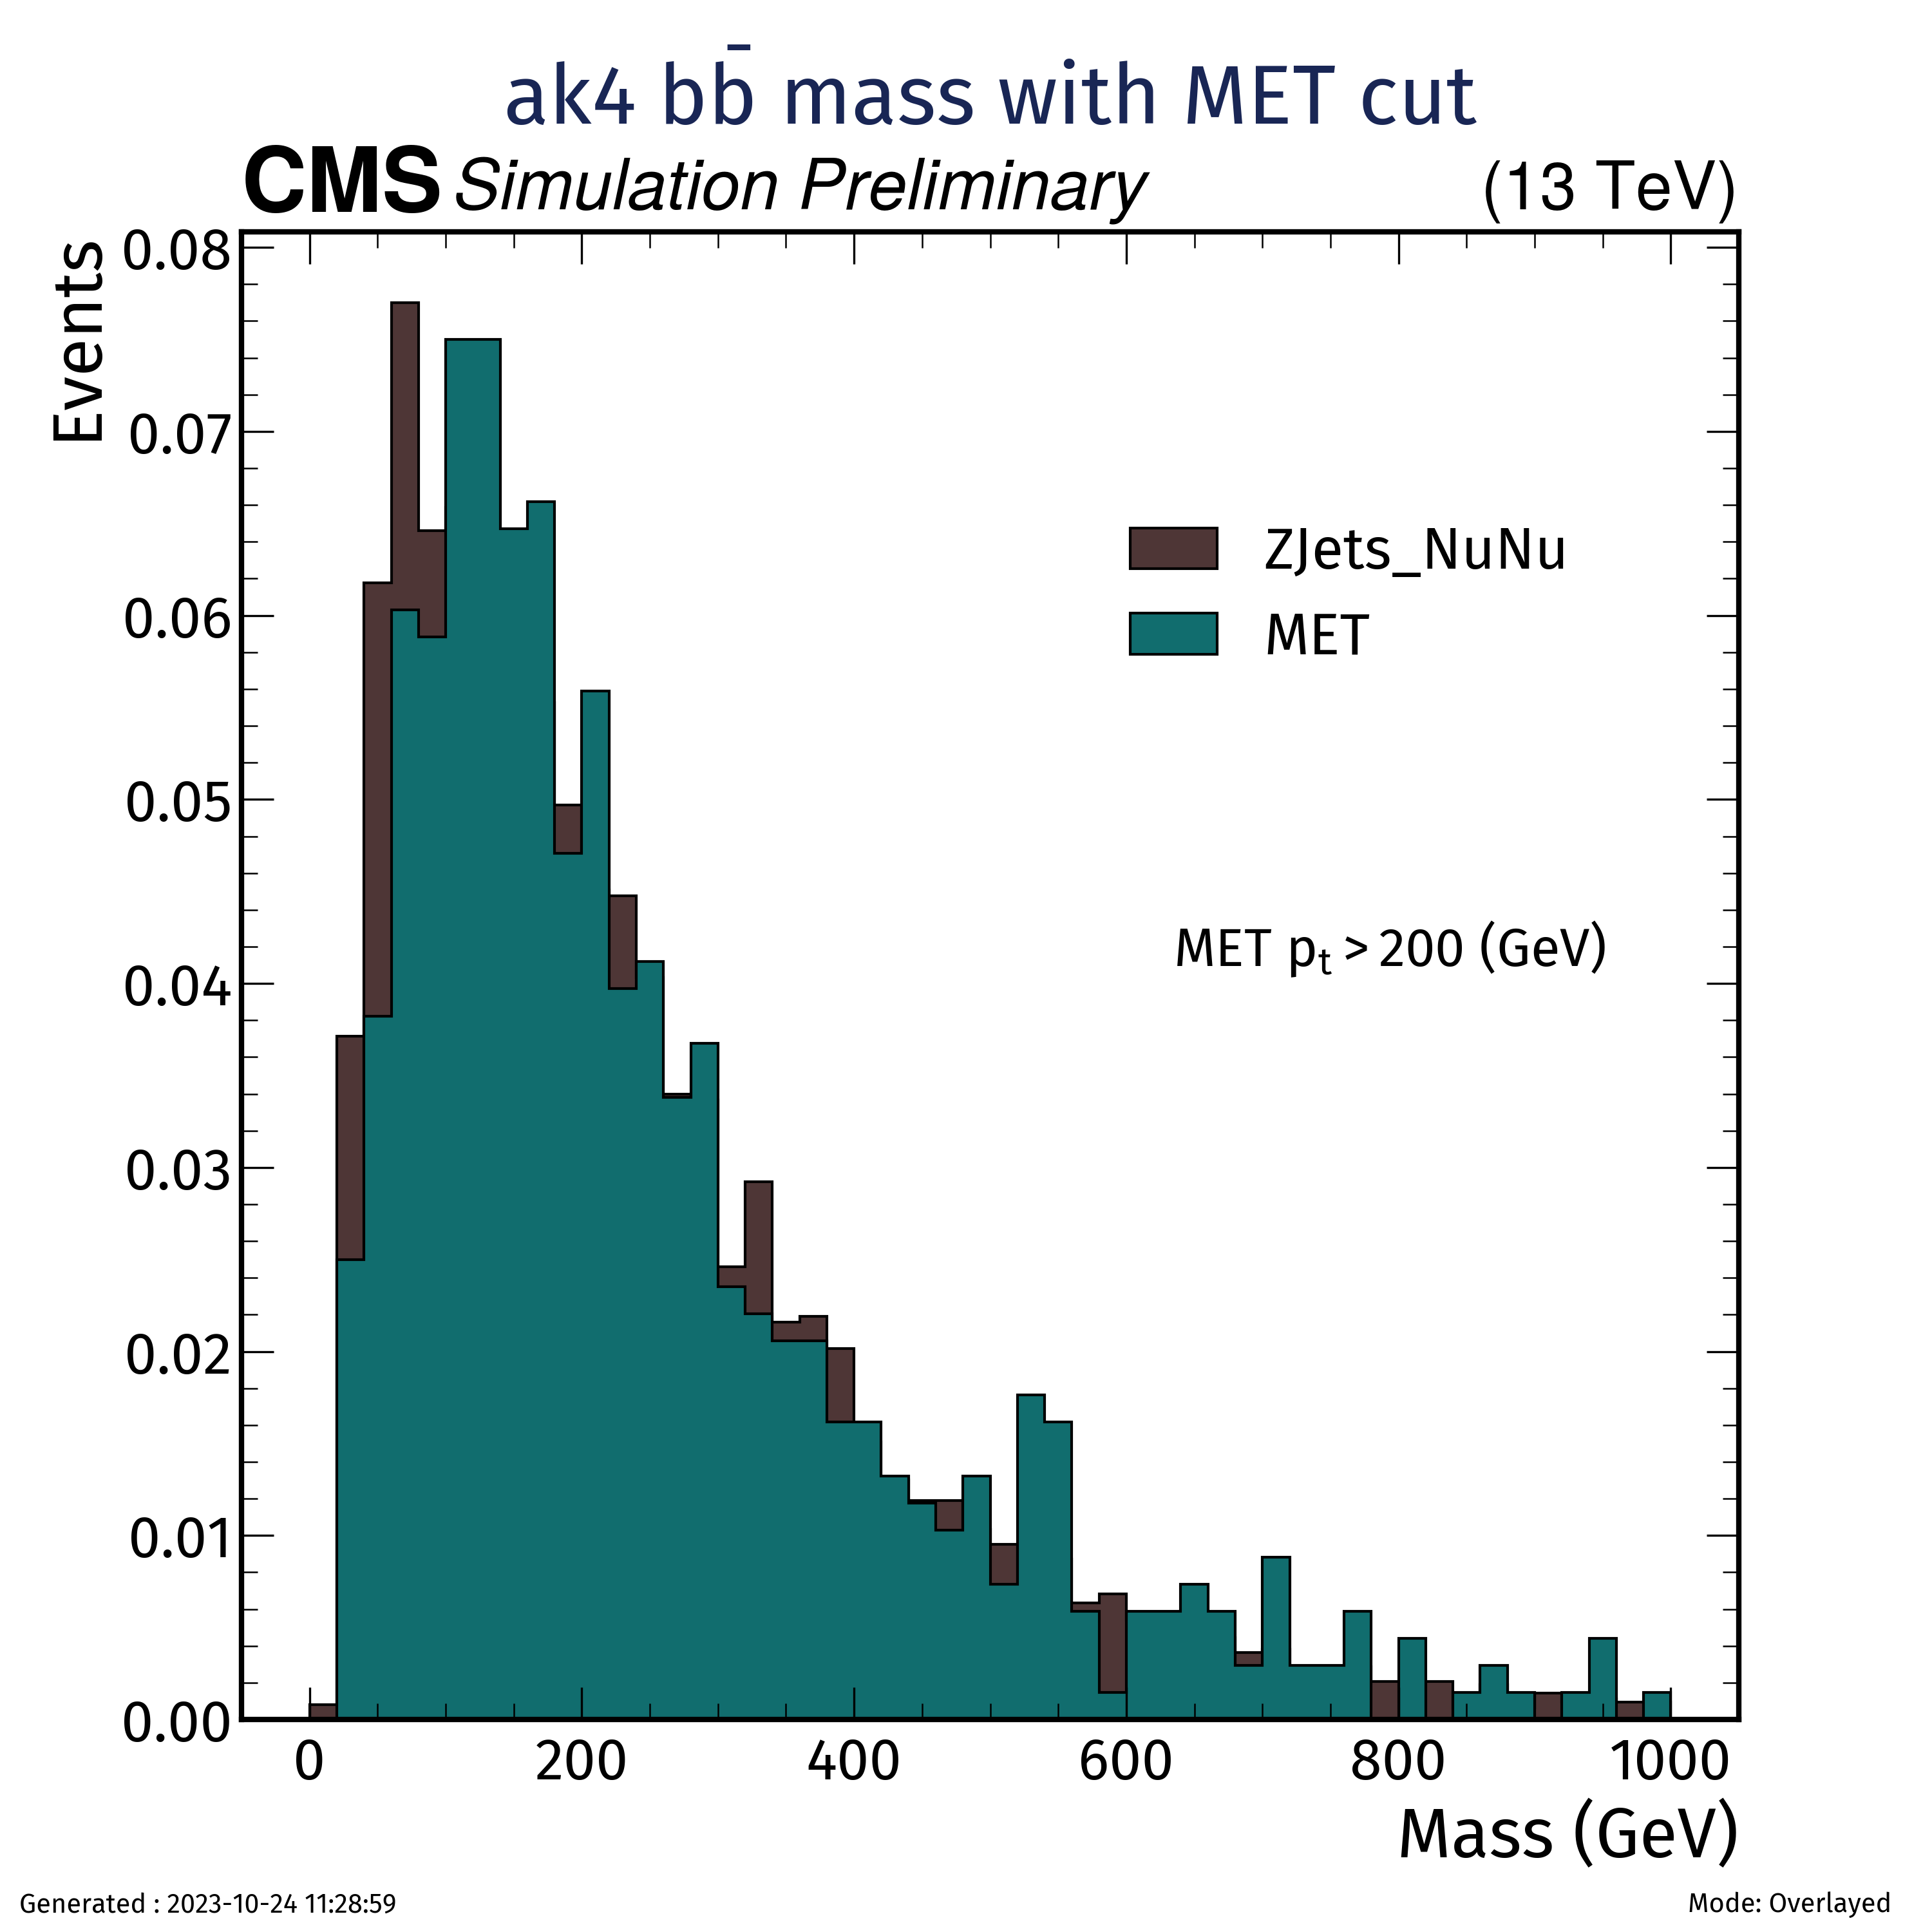 ak4 bb̄ mass with MET cut
CMS Simulation Preliminary (13 TeV)
Events
0.08
0.07
0.06
0.05
0.04
0.03
0.02
0.01
0.00
ZJets_NuNu
MET
MET pₜ > 200 (GeV)
0 200 400 600 800 1000
Mass (GeV)
Generated : 2023-10-24 11:28:59
Mode: Overlayed